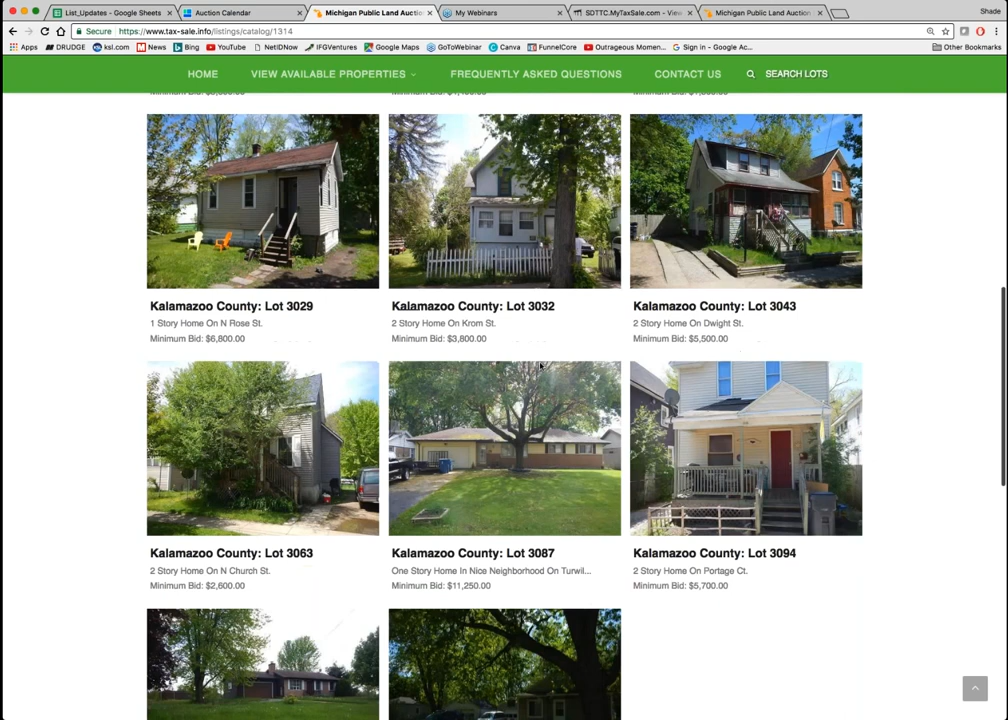 List_Updates - Google Sheets
Auction Calendar
Michigan Public Land Auctio
My Webinars
SDTTC.MyTaxSale.com - View
Michigan Public Land Auction
Shade
Secure
https://www.tax-sale.info/listings/catalog/1314
Apps
DRUDGE
ksl.com
News
Bing
YouTube
NetIDNow
IFGVentures
Google Maps
GoToWebinar
Canva
FunnelCore
Outrageous Momen...
Sign in - Google Ac...
Other Bookmarks
HOME
VIEW AVAILABLE PROPERTIES
FREQUENTLY ASKED QUESTIONS
CONTACT US
SEARCH LOTS
Kalamazoo County: Lot 3029
1 Story Home On N Rose St.
Minimum Bid: $6,800.00
Kalamazoo County: Lot 3032
2 Story Home On Krom St.
Minimum Bid: $3,800.00
Kalamazoo County: Lot 3043
2 Story Home On Dwight St.
Minimum Bid: $5,500.00
Kalamazoo County: Lot 3063
2 Story Home On N Church St.
Minimum Bid: $2,600.00
Kalamazoo County: Lot 3087
One Story Home In Nice Neighborhood On Turwil...
Minimum Bid: $11,250.00
Kalamazoo County: Lot 3094
2 Story Home On Portage Ct.
Minimum Bid: $5,700.00